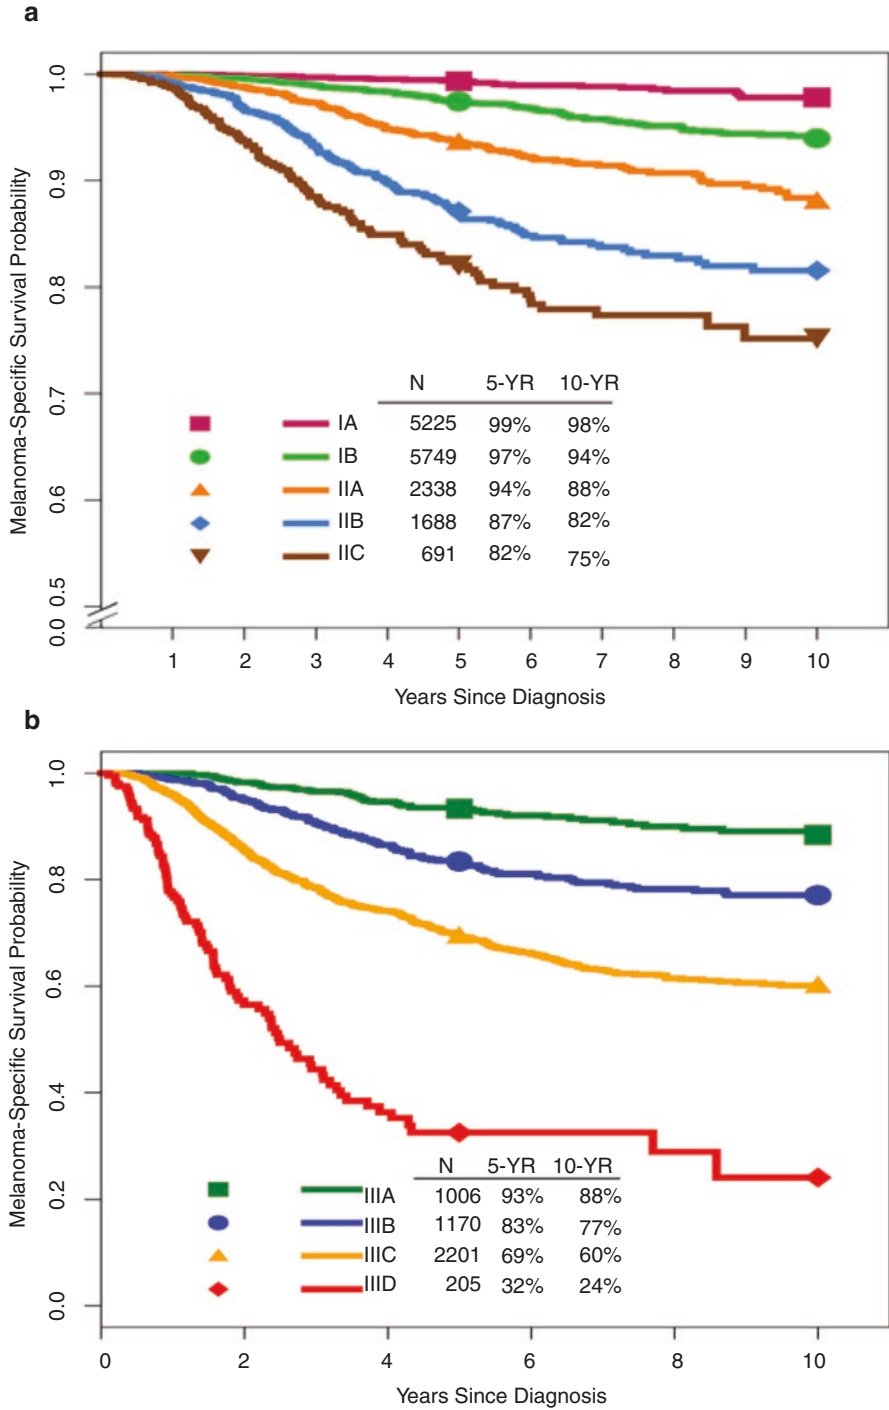 a
Melanoma-Specific Survival Probability
1.0
0.9
0.8
0.7
0.6
0.5
0.0
N 5-YR 10-YR
IA 5225 99% 98%
IB 5749 97% 94%
IIA 2338 94% 88%
IIB 1688 87% 82%
IIC 691 82% 75%
1 2 3 4 5 6 7 8 9 10
Years Since Diagnosis
b
Melanoma-Specific Survival Probability
1.0
0.8
0.6
0.4
0.2
0.0
N 5-YR 10-YR
IIIA 1006 93% 88%
IIIB 1170 83% 77%
IIIC 2201 69% 60%
IIID 205 32% 24%
0 2 4 6 8 10
Years Since Diagnosis